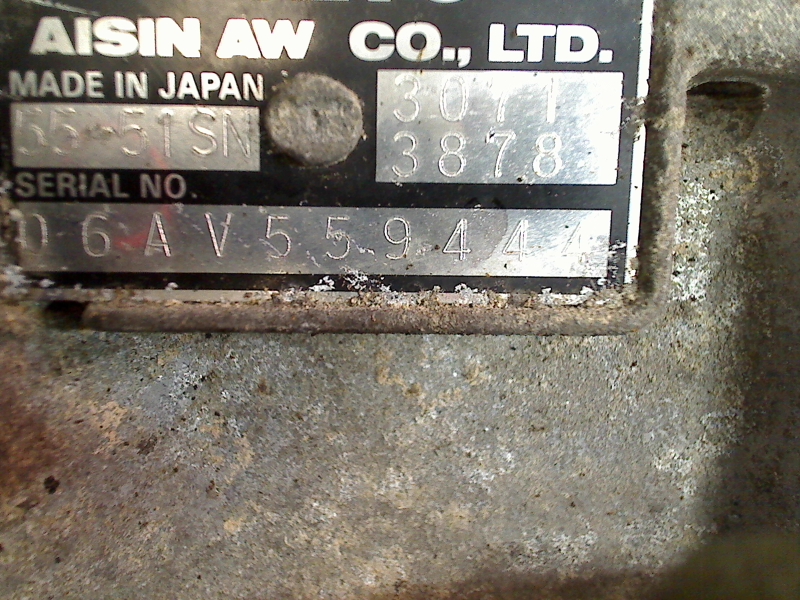 AISIN AW CO., LTD.
MADE IN JAPAN
3071
55-51SN
3878
SERIAL NO.
06AV559444